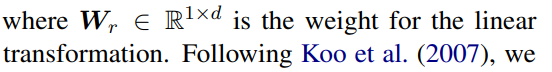 where W_r ∈ ℝ^{1×d} is the weight for the linear
transformation. Following Koo et al. (2007), we